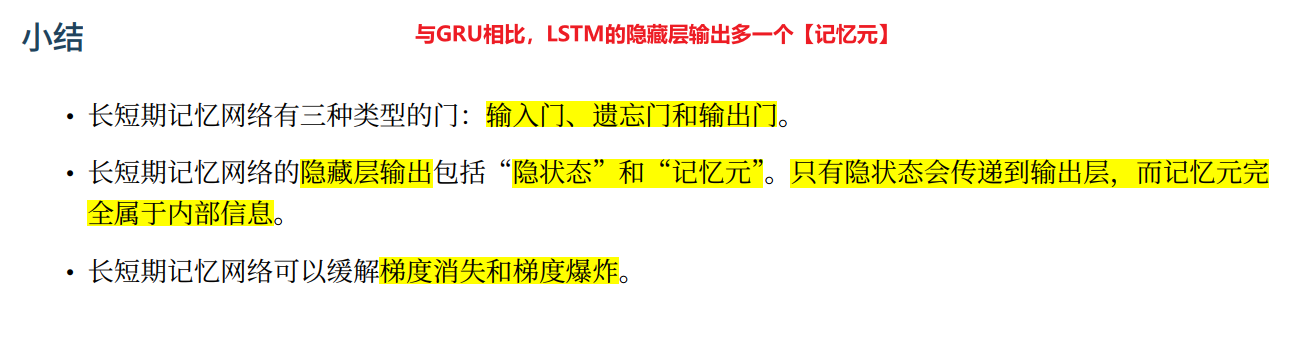 小结
与GRU相比，LSTM的隐藏层输出多一个【记忆元】
• 长短期记忆网络有三种类型的门：输入门、遗忘门和输出门。
• 长短期记忆网络的隐藏层输出包括“隐状态”和“记忆元”。只有隐状态会传递到输出层，而记忆元完
全属于内部信息。
• 长短期记忆网络可以缓解梯度消失和梯度爆炸。